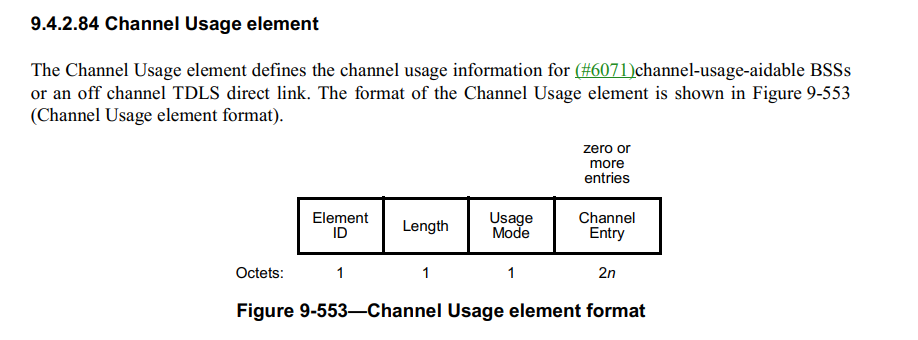 9.4.2.84 Channel Usage element
The Channel Usage element defines the channel usage information for (#6071)channel-usage-aidable BSSs
or an off channel TDLS direct link. The format of the Channel Usage element is shown in Figure 9-553
(Channel Usage element format).
zero or
more
entries
Element
ID
Length
Usage
Mode
Channel
Entry
Octets: 1 1 1 2n
Figure 9-553—Channel Usage element format